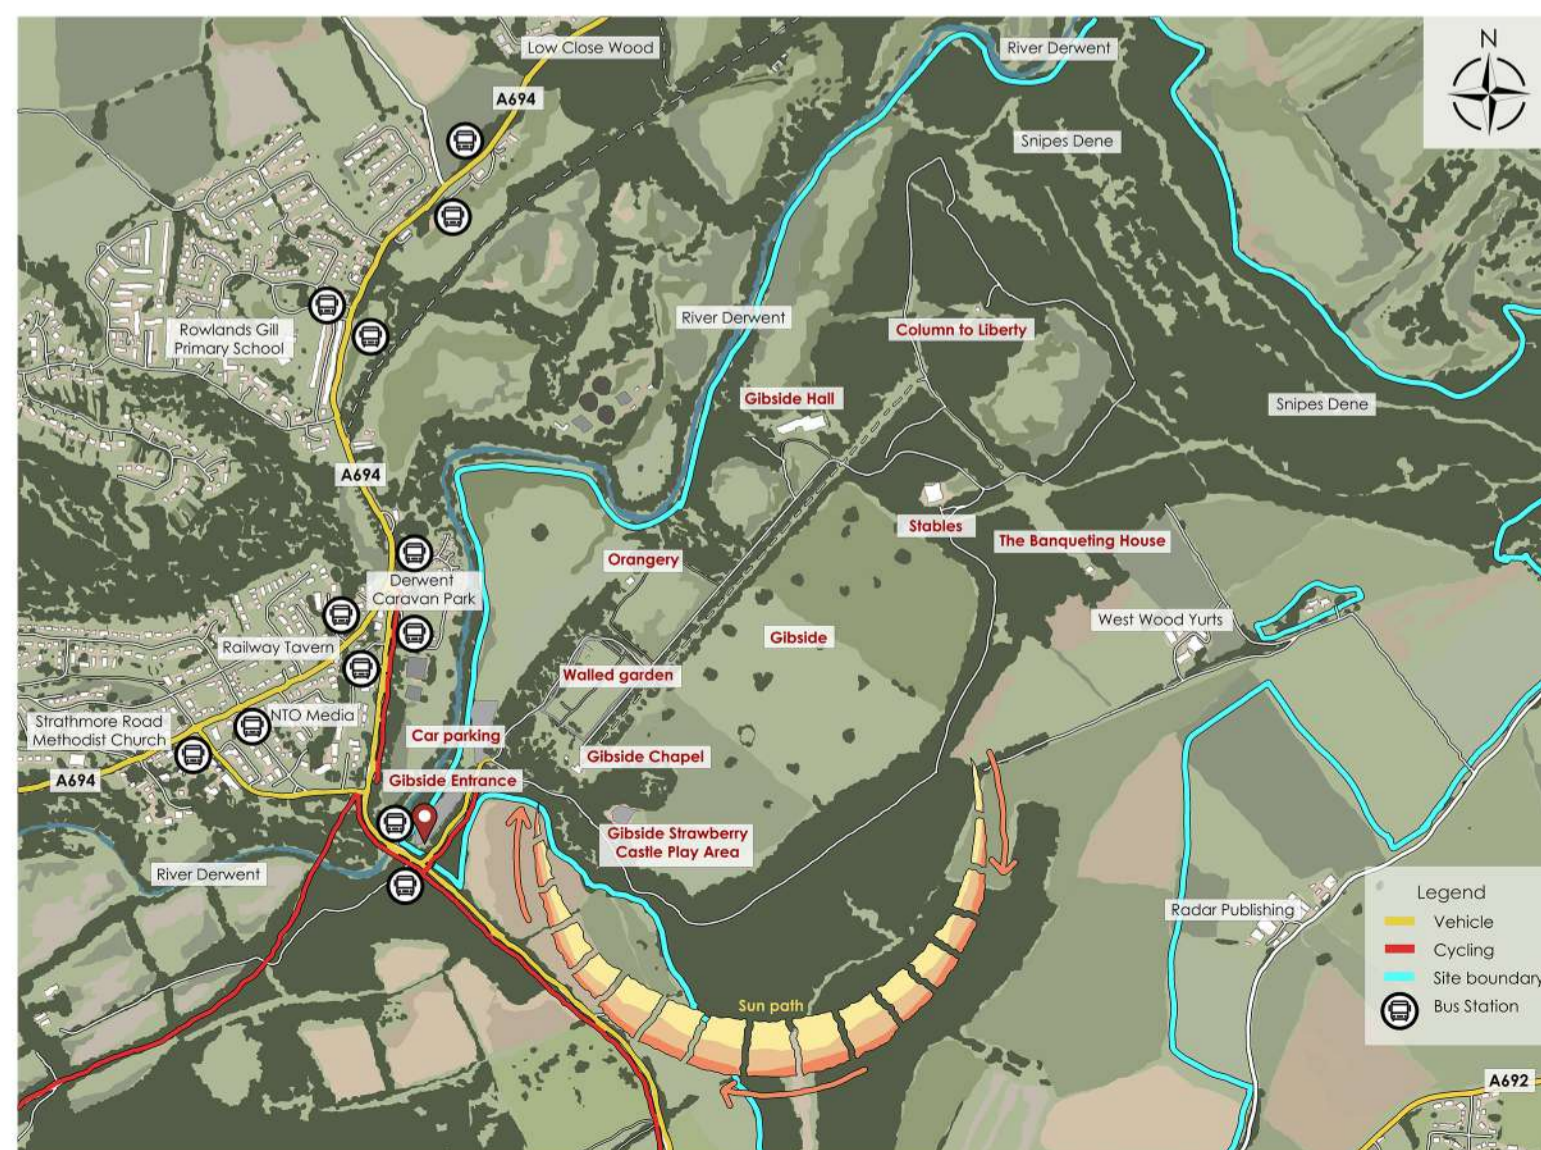 Low Close Wood
River Derwent
N
A694
Snipes Dene
River Derwent
Column to Liberty
Rowlands Gill
Primary School
Gibside Hall
Snipes Dene
A694
Stables
The Banqueting House
Orangery
Derwent
Caravan Park
West Wood Yurts
Gibside
Railway Tavern
Walled garden
Strathmore Road
Methodist Church
NTO Media
Car parking
Gibside Chapel
A694
Gibside Entrance
Gibside Strawberry
Castle Play Area
River Derwent
Radar Publishing
Sun path
Legend
Vehicle
Cycling
Site boundary
Bus Station
A692